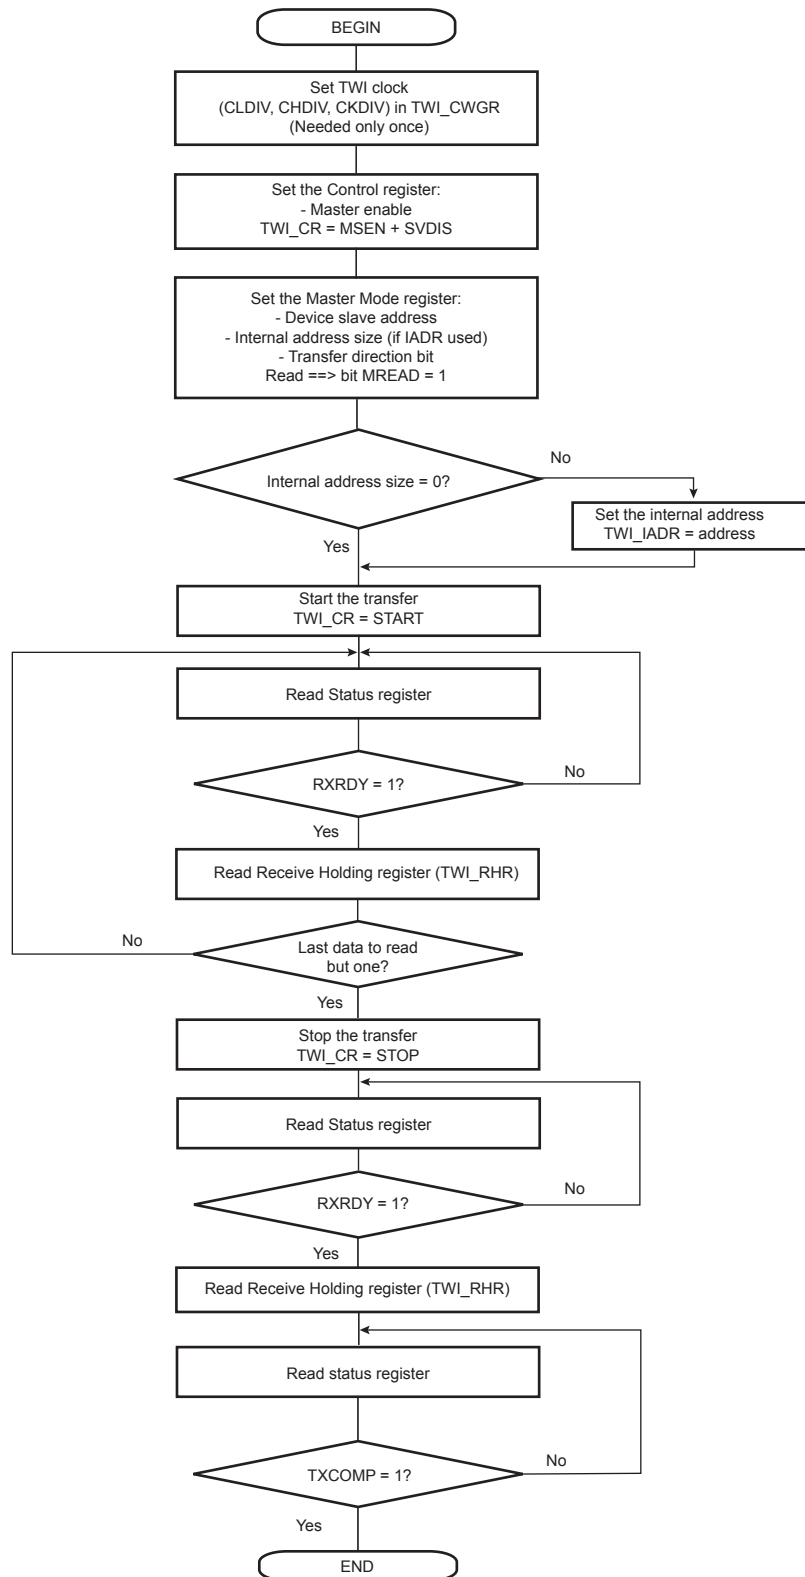 BEGIN
Set TWI clock
(CLDIV, CHDIV, CKDIV) in TWI_CWGR
(Needed only once)
Set the Control register:
- Master enable
TWI_CR = MSEN + SVDIS
Set the Master Mode register:
- Device slave address
- Internal address size (if IADR used)
- Transfer direction bit
Read ==> bit MREAD = 1
Internal address size = 0?
No
Set the internal address
TWI_IADR = address
Yes
Start the transfer
TWI_CR = START
Read Status register
RXRDY = 1?
No
Yes
Read Receive Holding register (TWI_RHR)
No
Last data to read
but one?
Yes
Stop the transfer
TWI_CR = STOP
Read Status register
RXRDY = 1?
No
Yes
Read Receive Holding register (TWI_RHR)
Read status register
TXCOMP = 1?
No
Yes
END